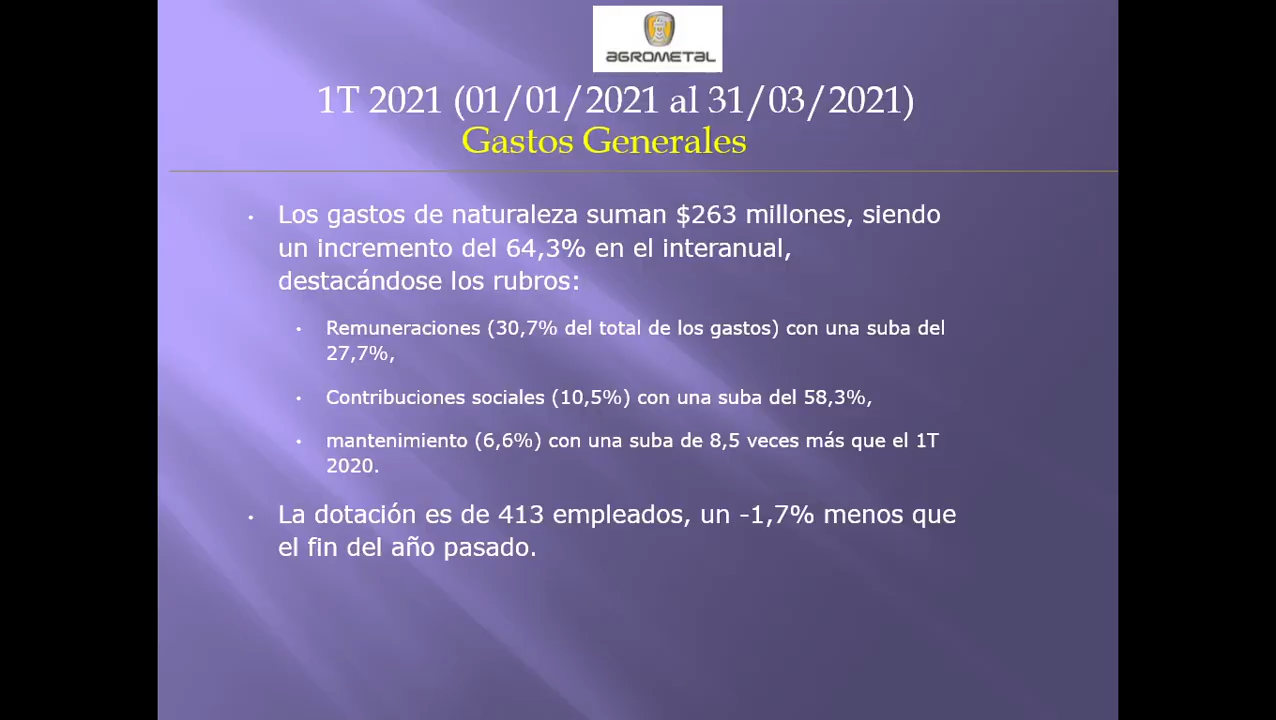 AGROMETAL
1T 2021 (01/01/2021 al 31/03/2021)
Gastos Generales
• Los gastos de naturaleza suman $263 millones, siendo
un incremento del 64,3% en el interanual,
destacándose los rubros:
• Remuneraciones (30,7% del total de los gastos) con una suba del
27,7%,
• Contribuciones sociales (10,5%) con una suba del 58,3%,
• mantenimiento (6,6%) con una suba de 8,5 veces más que el 1T
2020.
• La dotación es de 413 empleados, un -1,7% menos que
el fin del año pasado.